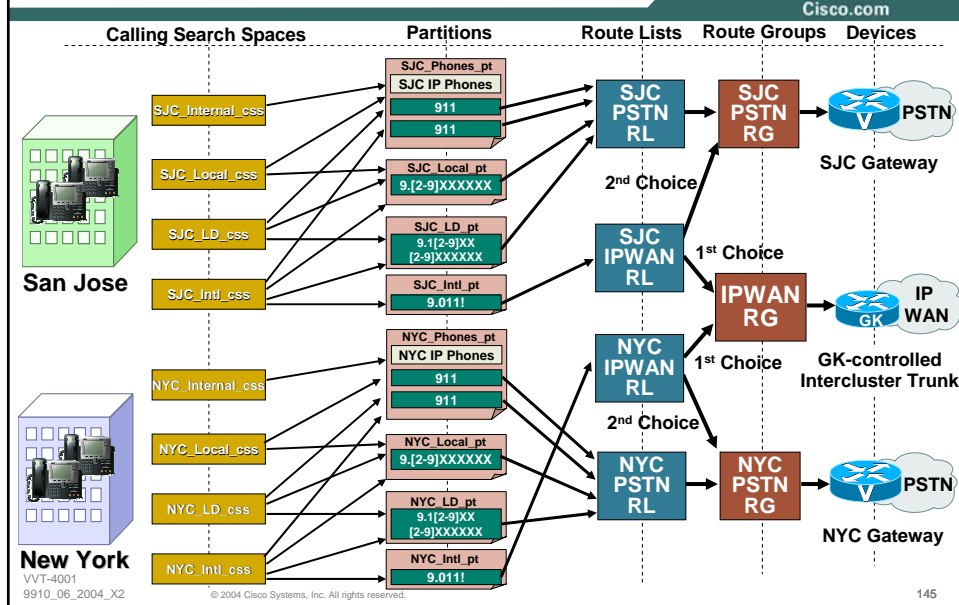 Cisco.com
Calling Search Spaces
Partitions
Route Lists
Route Groups
Devices
SJC_Phones_pt
SJC IP Phones
911
911
SJC_Internal_css
SJC_Local_css
SJC_LD_css
SJC_Intl_css
San Jose
SJC_Local_pt
9.[2-9]XXXXXX
SJC_LD_pt
9.1[2-9]XX
[2-9]XXXXXX
SJC_Intl_pt
9.011!
SJC
PSTN
RL
SJC
PSTN
RG
V
PSTN
SJC Gateway
2nd Choice
SJC
IPWAN
RL
1st Choice
IPWAN
RG
GK
IP
WAN
GK-controlled
Intercluster Trunk
NYC
IPWAN
RL
1st Choice
2nd Choice
NYC_Phones_pt
NYC IP Phones
911
911
NYC_Internal_css
NYC_Local_css
NYC_LD_css
NYC_Intl_css
New York
NYC_Local_pt
9.[2-9]XXXXXX
NYC_LD_pt
9.1[2-9]XX
[2-9]XXXXXX
NYC_Intl_pt
9.011!
NYC
PSTN
RL
NYC
PSTN
RG
V
PSTN
NYC Gateway
VVT-4001
9910_06_2004_X2
© 2004 Cisco Systems, Inc. All rights reserved.
145